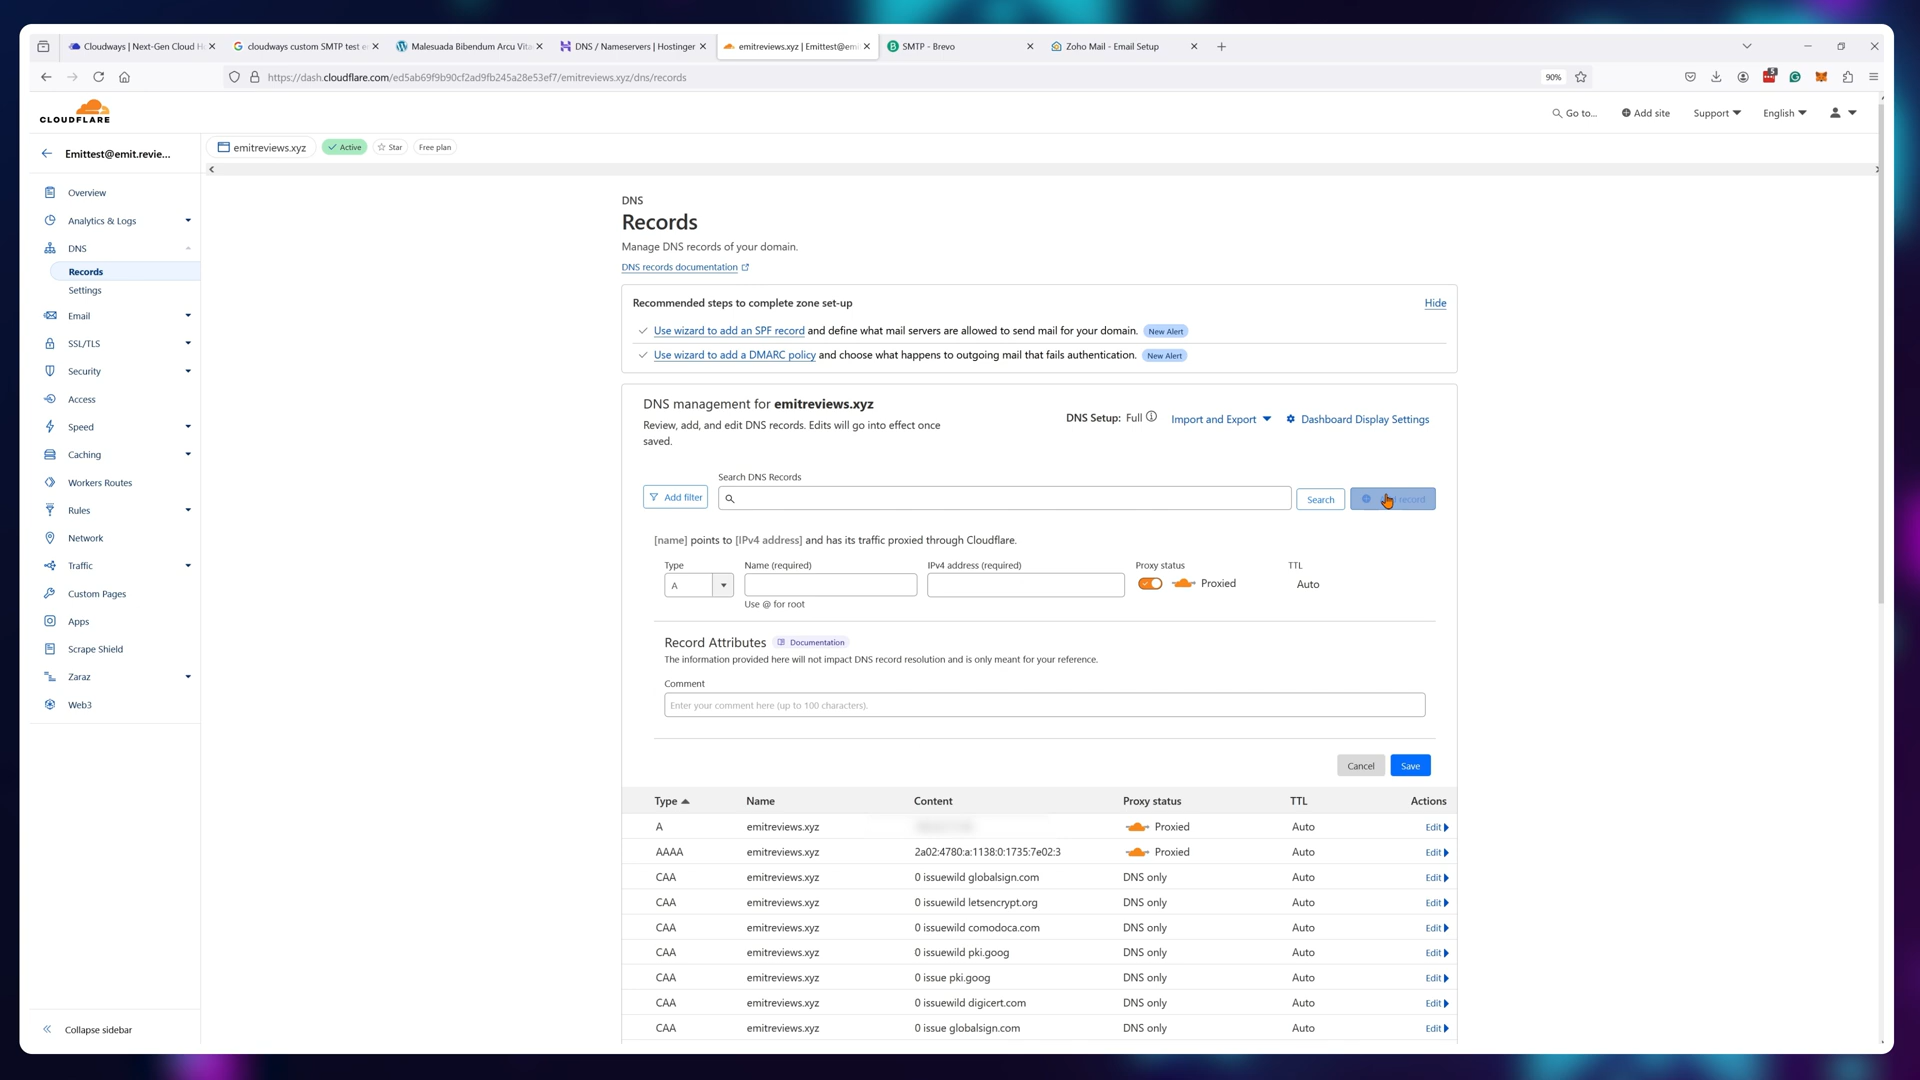 Cloudways | Next-Gen Cloud H
cloudways custom SMTP test e
Malesuada Bibendum Arcu Vita
DNS / Nameservers | Hostinger
emitreviews.xyz | Emittest@emi
SMTP - Brevo
Zoho Mail - Email Setup
https://dash.cloudflare.com/ed5ab69f9b90cf2ad9fb245a28e53ef7/emitreviews.xyz/dns/records
90%
5
CLOUDFLARE
Go to...
Add site
Support
English
Emittest@emit.revie...
emitreviews.xyz
Active
Star
Free plan
Overview
Analytics & Logs
DNS
Records
Settings
Email
SSL/TLS
Security
Access
Speed
Caching
Workers Routes
Rules
Network
Traffic
Custom Pages
Apps
Scrape Shield
Zaraz
Web3
Collapse sidebar
DNS
Records
Manage DNS records of your domain.
DNS records documentation
Recommended steps to complete zone set-up
Hide
Use wizard to add an SPF record and define what mail servers are allowed to send mail for your domain. New Alert
Use wizard to add a DMARC policy and choose what happens to outgoing mail that fails authentication. New Alert
DNS management for emitreviews.xyz
Review, add, and edit DNS records. Edits will go into effect once
saved.
DNS Setup: Full
Import and Export
Dashboard Display Settings
Search DNS Records
Add filter
Search
record
[name] points to [IPv4 address] and has its traffic proxied through Cloudflare.
Type Name (required) IPv4 address (required) Proxy status TTL
A Proxied Auto
Use @ for root
Record Attributes Documentation
The information provided here will not impact DNS record resolution and is only meant for your reference.
Comment
Enter your comment here (up to 100 characters).
Cancel Save
Type Name Content Proxy status TTL Actions
A emitreviews.xyz Proxied Auto Edit
AAAA emitreviews.xyz 2a02:4780:a:1138:0:1735:7e02:3 Proxied Auto Edit
CAA emitreviews.xyz 0 issuewild globalsign.com DNS only Auto Edit
CAA emitreviews.xyz 0 issuewild letsencrypt.org DNS only Auto Edit
CAA emitreviews.xyz 0 issuewild comodoca.com DNS only Auto Edit
CAA emitreviews.xyz 0 issuewild pki.goog DNS only Auto Edit
CAA emitreviews.xyz 0 issue pki.goog DNS only Auto Edit
CAA emitreviews.xyz 0 issuewild digicert.com DNS only Auto Edit
CAA emitreviews.xyz 0 issue globalsign.com DNS only Auto Edit